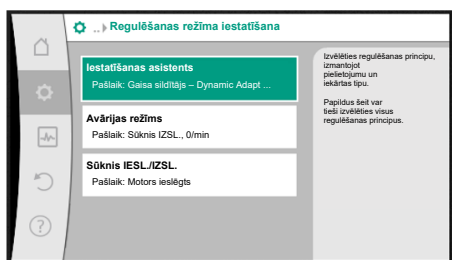 ..▸ Regulēšanas režīma iestatīšana
Iestatīšanas asistents
Pašlaik: Gaisa sildītājs – Dynamic Adapt ...
Avārijas režīms
Pašlaik: Sūknis IZSL., 0/min
Sūknis IESL./IZSL.
Pašlaik: Motors ieslēgts
Izvēlēties regulēšanas principu,
izmantojot
pielietojumu un
iekārtas tipu.
Papildus šeit var
tieši izvēlēties visus
regulēšanas principus.
?